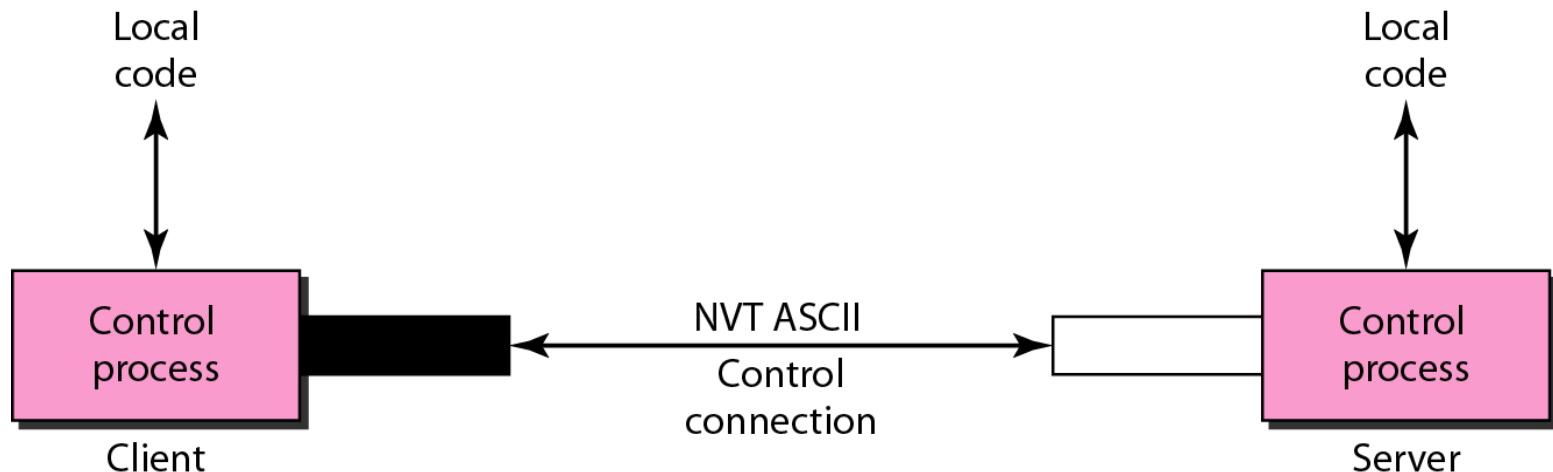 Local
code
Local
code
Control
process
NVT ASCII
Control
connection
Control
process
Client
Server